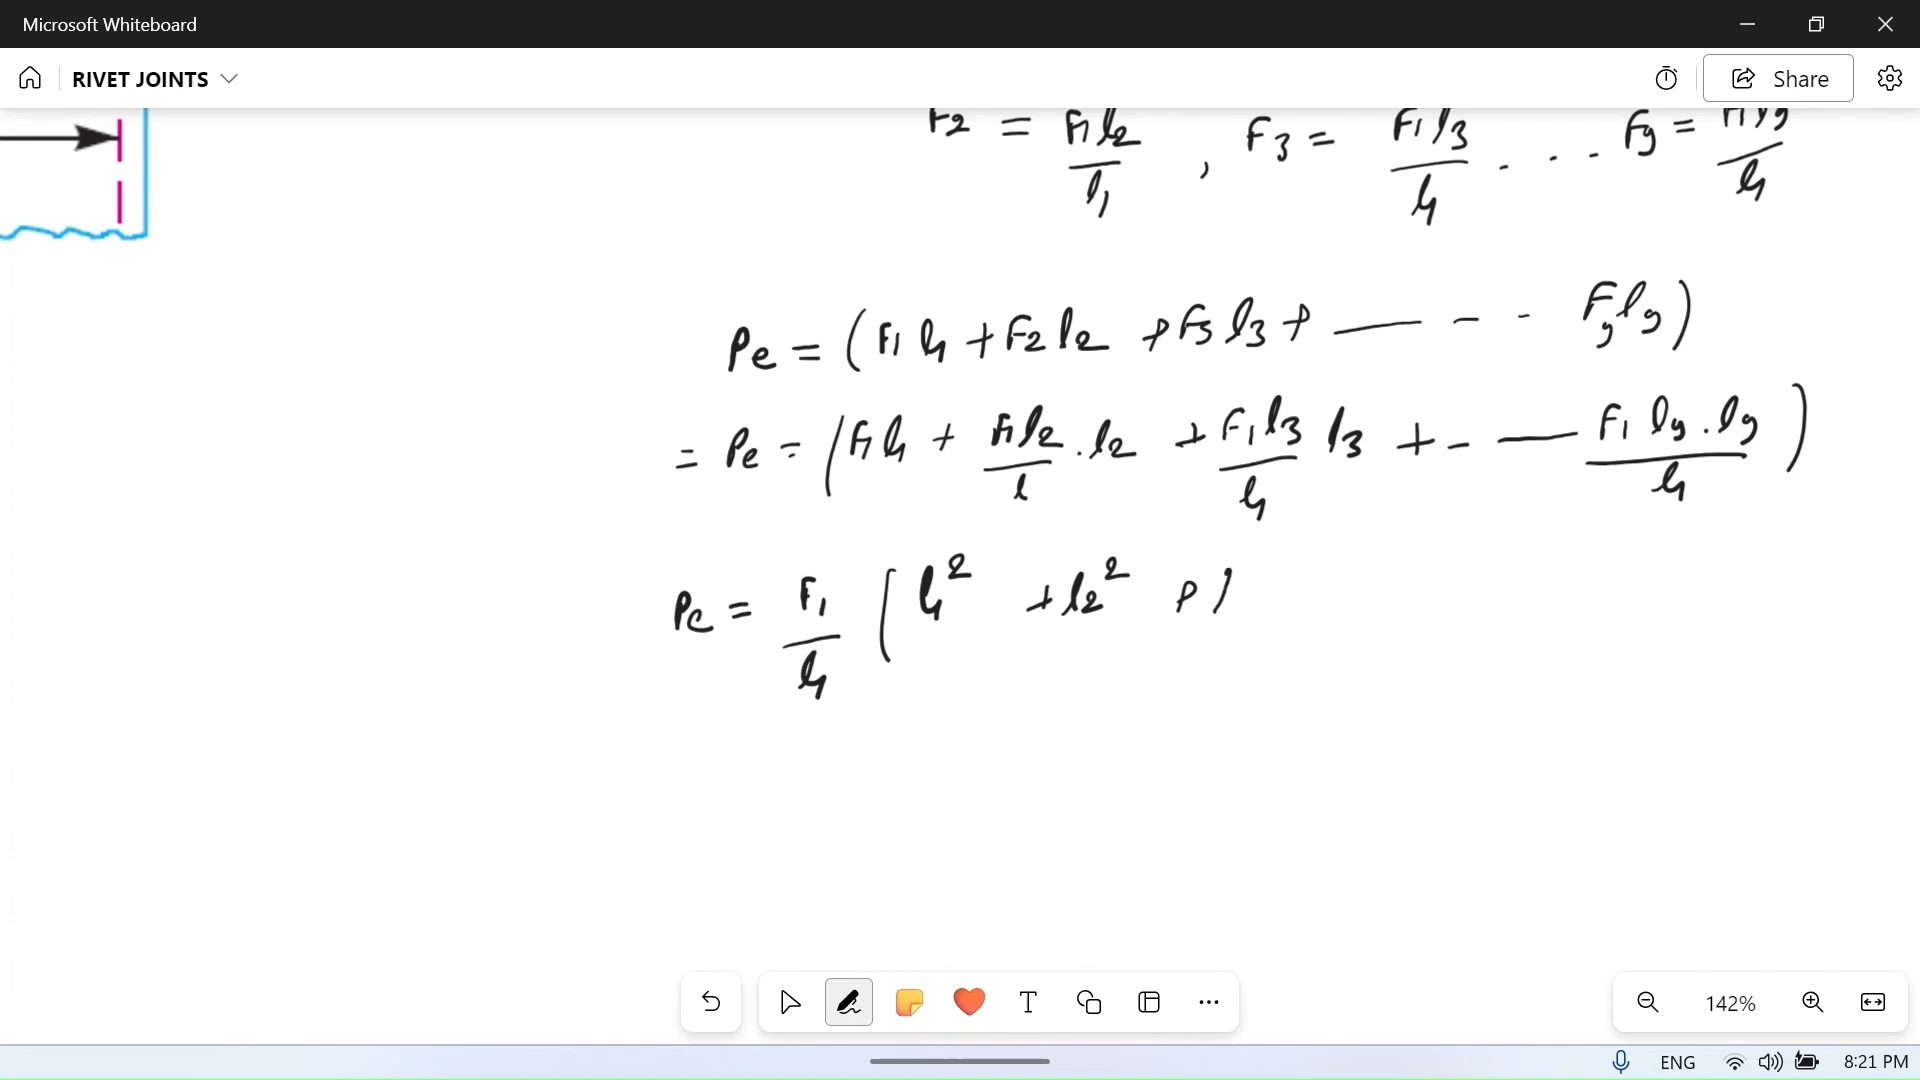 Microsoft Whiteboard
RIVET JOINTS
Share
F2 = F1l2/l1 , F3 = F1l3/l1 . . . . F9 = F1l9/l1
Pe = (F1l1 + F2l2 + F3l3 + — - - F9l9)
= Pe = (F1l1 + F1l2/l . l2 + F1l3/l1 l3 + - — F1l9.l9/l1)
Pe = F1/l1 [l1² + l2² +
142%
ENG
8:21 PM